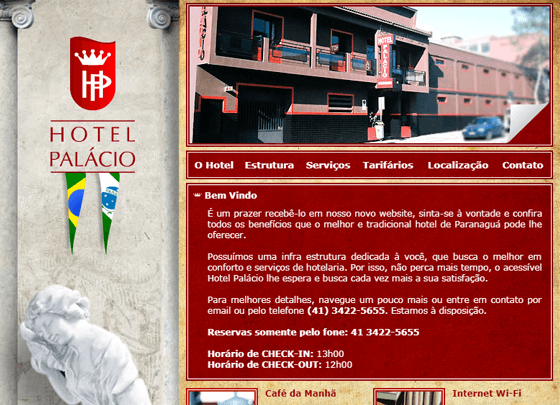 HP
HOTEL
PALÁCIO
HOTEL
PALÁCIO
O Hotel Estrutura Serviços Tarifários Localização Contato
Bem Vindo
É um prazer recebê-lo em nosso novo website, sinta-se à vontade e confira
todos os benefícios que o melhor e tradicional hotel de Paranaguá pode lhe
oferecer.
Possuímos uma infra estrutura dedicada à você, que busca o melhor em
conforto e serviços de hotelaria. Por isso, não perca mais tempo, o acessível
Hotel Palácio lhe espera e busca cada vez mais a sua satisfação.
Para melhores detalhes, navegue um pouco mais ou entre em contato por
email ou pelo telefone (41) 3422-5655. Estamos à disposição.
Reservas somente pelo fone: 41 3422-5655
Horário de CHECK-IN: 13h00
Horário de CHECK-OUT: 12h00
Café da Manhã
Internet Wi-Fi